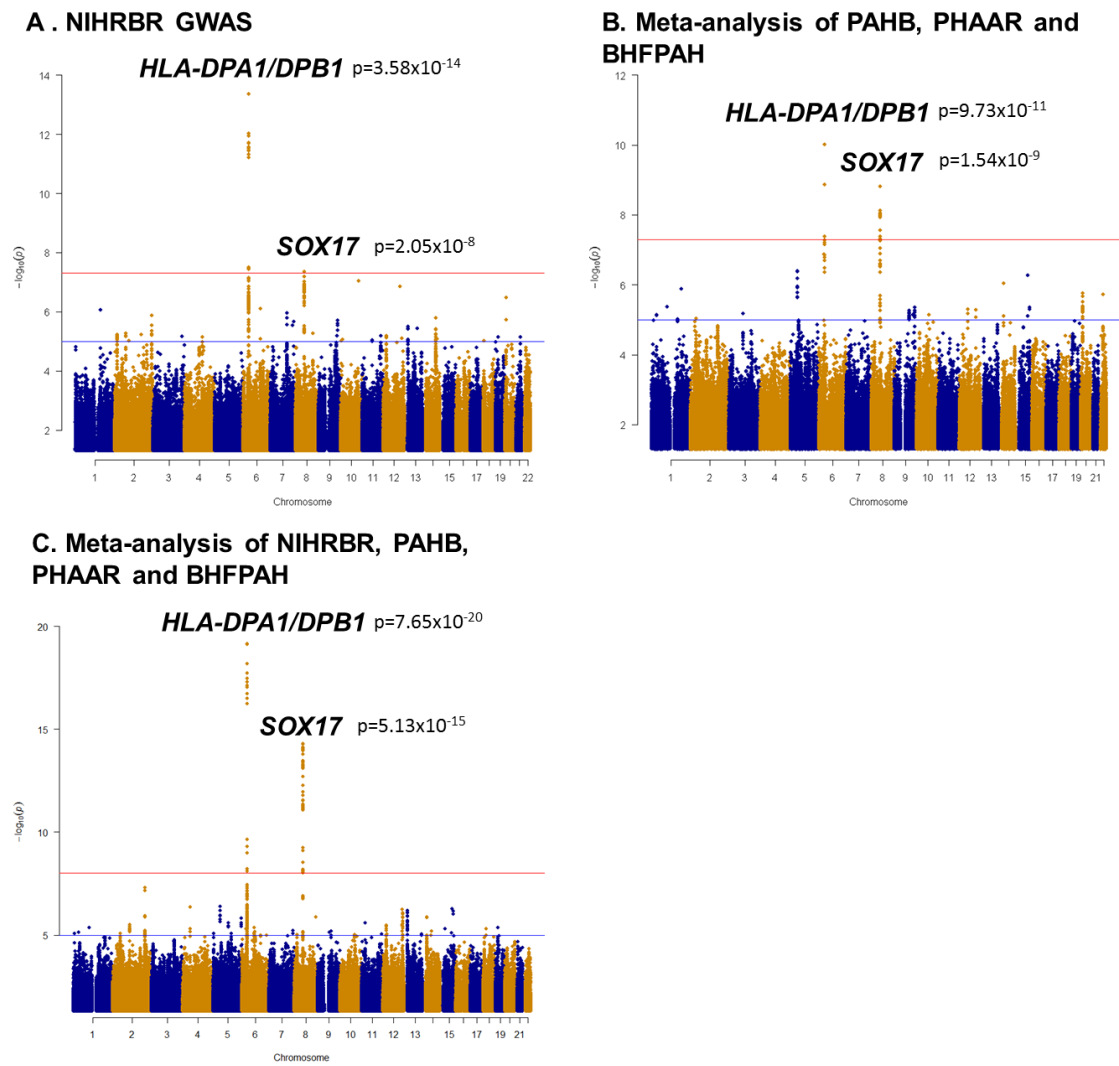 A . NIHRBR GWAS
HLA-DPA1/DPB1 p=3.58x10-14
SOX17 p=2.05x10-8
14
12
10
8
6
4
2
−log10(p)
1 2 3 4 5 6 7 8 9 10 11 12 13 14 15 17 19 22
Chromosome
B. Meta-analysis of PAHB, PHAAR and
BHFPAH
HLA-DPA1/DPB1 p=9.73x10-11
SOX17 p=1.54x10-9
12
10
8
6
4
2
−log10(p)
1 2 3 4 5 6 7 8 9 10 11 12 13 14 15 16 17 19 21
Chromosome
C. Meta-analysis of NIHRBR, PAHB,
PHAAR and BHFPAH
HLA-DPA1/DPB1 p=7.65x10-20
SOX17 p=5.13x10-15
20
15
10
5
−log10(p)
1 2 3 4 5 6 7 8 9 10 11 12 13 15 17 19 21
Chromosome